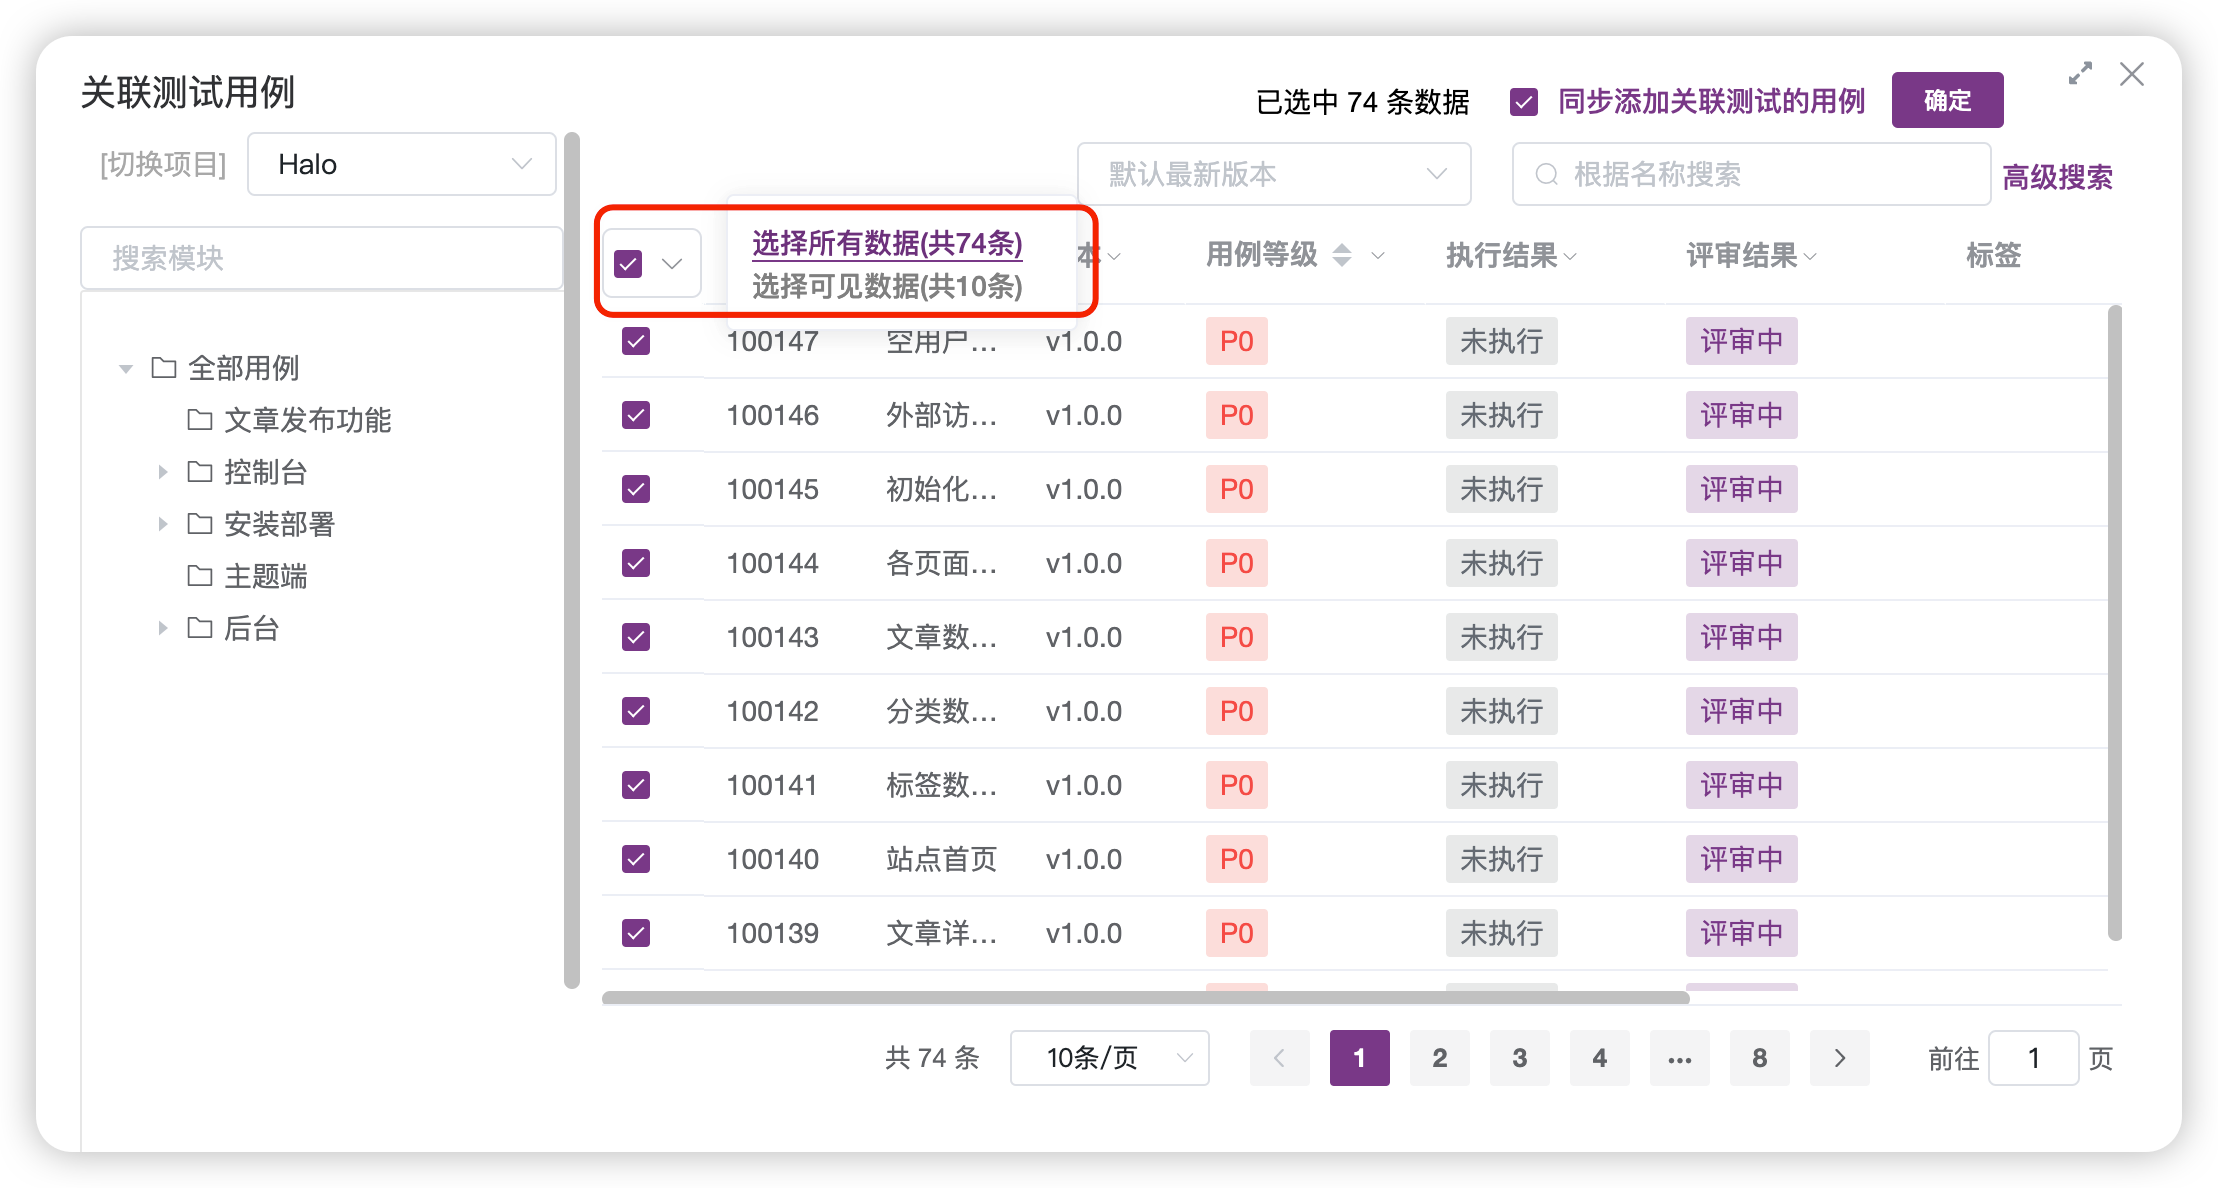 关联测试用例
已选中 74 条数据
同步添加关联测试的用例
确定
[切换项目]
Halo
默认最新版本
根据名称搜索
高级搜索
搜索模块
全部用例
文章发布功能
控制台
安装部署
主题端
后台
选择所有数据(共74条)
选择可见数据(共10条)
本
用例等级
执行结果
评审结果
标签
100147 空用户... v1.0.0 P0 未执行 评审中
100146 外部访... v1.0.0 P0 未执行 评审中
100145 初始化... v1.0.0 P0 未执行 评审中
100144 各页面... v1.0.0 P0 未执行 评审中
100143 文章数... v1.0.0 P0 未执行 评审中
100142 分类数... v1.0.0 P0 未执行 评审中
100141 标签数... v1.0.0 P0 未执行 评审中
100140 站点首页 v1.0.0 P0 未执行 评审中
100139 文章详... v1.0.0 P0 未执行 评审中
共 74 条 10条/页 1 2 3 4 ... 8 前往 1 页